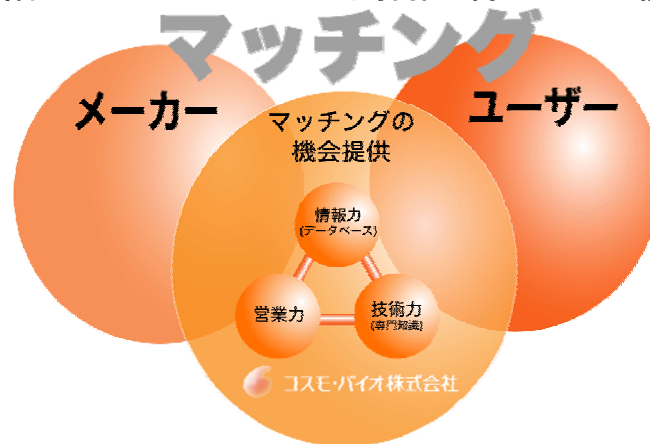 マッチング
メーカー
ユーザー
マッチングの
機会提供
情報力
(データベース)
営業力
技術力
(専門知識)
コスモ・バイオ株式会社